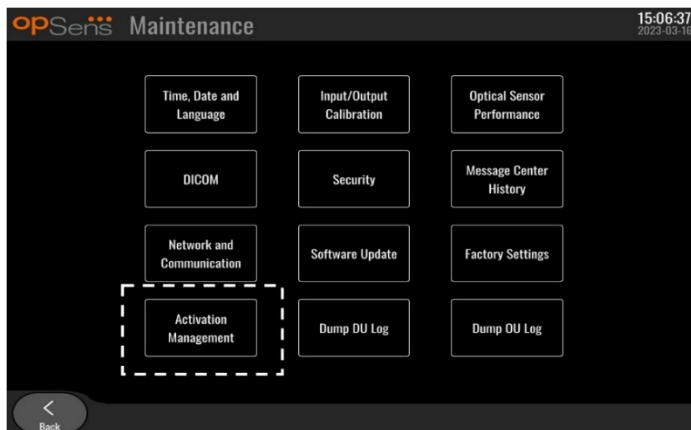 opSens Maintenance
15:06:37
2023-03-16
Time, Date and
Language
Input/Output
Calibration
Optical Sensor
Performance
DICOM
Security
Message Center
History
Network and
Communication
Software Update
Factory Settings
Activation
Management
Dump DU Log
Dump OU Log
Back